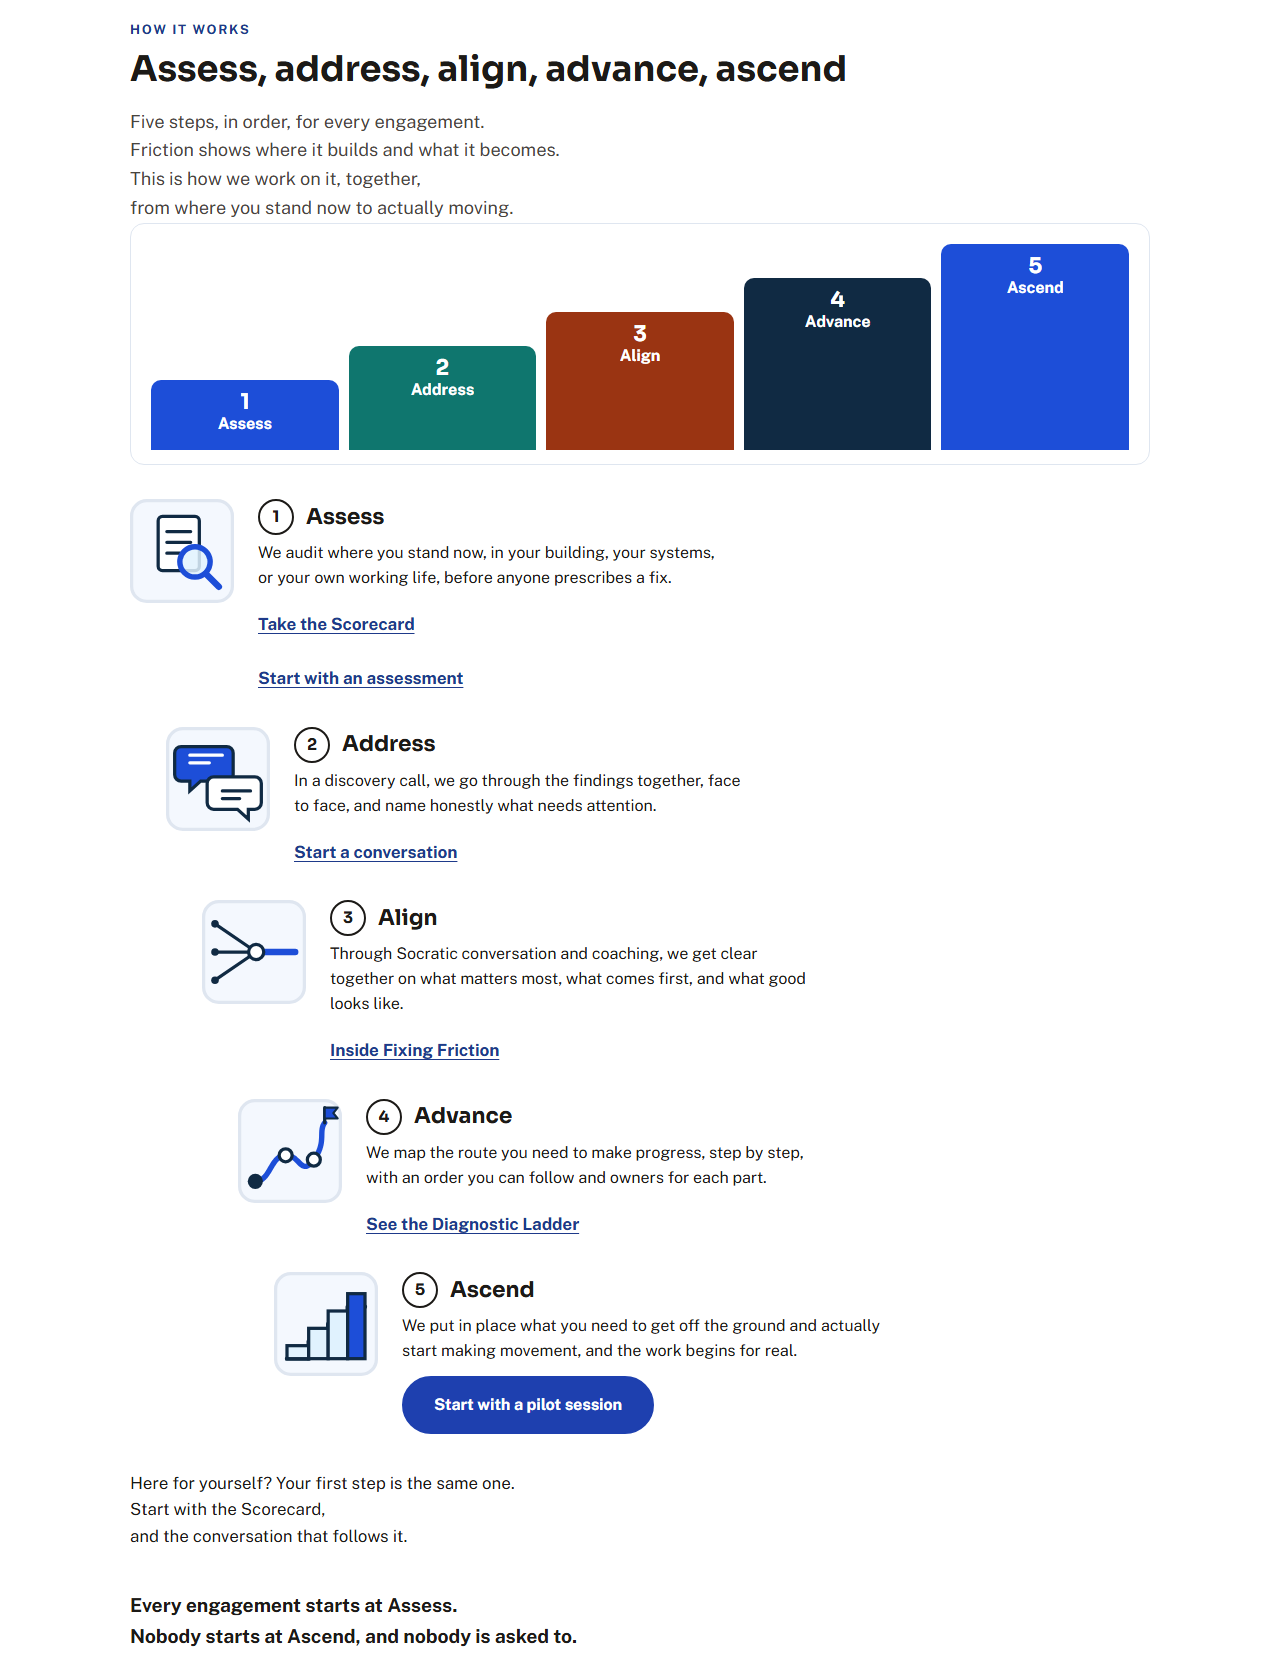 HOW IT WORKS
Assess, address, align, advance, ascend
Five steps, in order, for every engagement.
Friction shows where it builds and what it becomes.
This is how we work on it, together,
from where you stand now to actually moving.
1
Assess
2
Address
3
Align
4
Advance
5
Ascend
1 Assess
We audit where you stand now, in your building, your systems,
or your own working life, before anyone prescribes a fix.
Take the Scorecard
Start with an assessment
2 Address
In a discovery call, we go through the findings together, face
to face, and name honestly what needs attention.
Start a conversation
3 Align
Through Socratic conversation and coaching, we get clear
together on what matters most, what comes first, and what good
looks like.
Inside Fixing Friction
4 Advance
We map the route you need to make progress, step by step,
with an order you can follow and owners for each part.
See the Diagnostic Ladder
5 Ascend
We put in place what you need to get off the ground and actually
start making movement, and the work begins for real.
Start with a pilot session
Here for yourself? Your first step is the same one.
Start with the Scorecard,
and the conversation that follows it.
Every engagement starts at Assess.
Nobody starts at Ascend, and nobody is asked to.